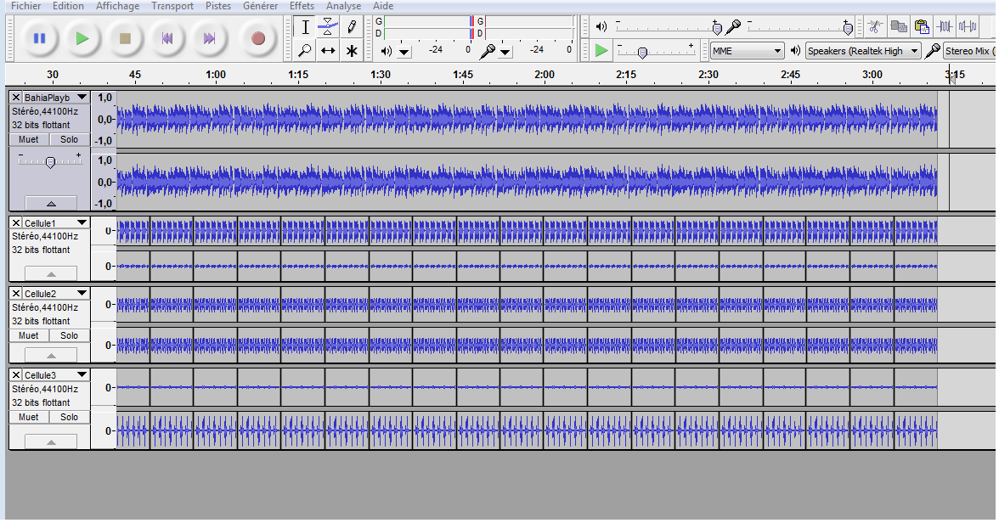 Fichier Edition Affichage Transport Pistes Générer Effets Analyse Aide
G G
D D
-24 0 -24 0
MME Speakers (Realtek High Stereo Mix (
30 45 1:00 1:15 1:30 1:45 2:00 2:15 2:30 2:45 3:00 3:15
BahiaPlayb
Stéréo,44100Hz
32 bits flottant
Muet Solo
- +
1,0
0,0-
-1,0
1,0
0,0-
-1,0
Cellule1
Stéréo,44100Hz
32 bits flottant
0-
0-
Cellule2
Stéréo,44100Hz
32 bits flottant
Muet Solo
0-
0-
Cellule3
Stéréo,44100Hz
32 bits flottant
Muet Solo
0-
0-